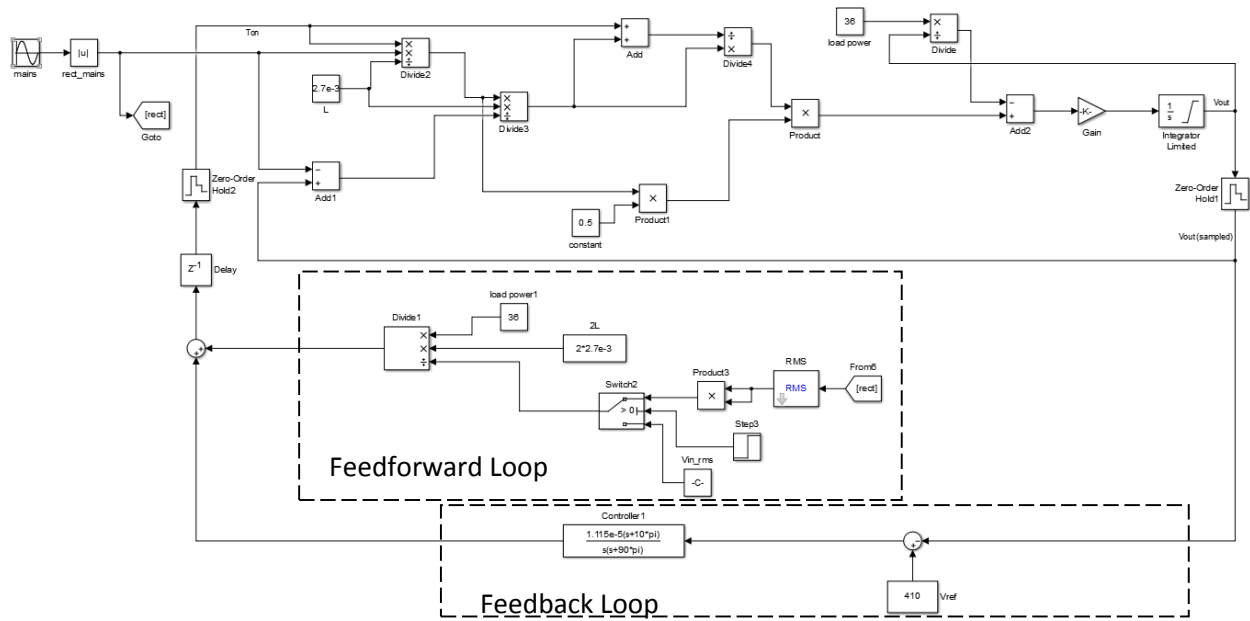 mains
|u|
rect_mains
[rect]
Goto
Ton
2.7e-3
L
×
×
÷
Divide2
×
×
÷
Divide3
−
+
Add1
+
+
Add
÷
×
Divide4
×
Product
36
load power
×
÷
Divide
−
+
Add2
-K-
Gain
1
s
Integrator
Limited
Vout
Zero-Order
Hold1
Vout (sampled)
Zero-Order
Hold2
0.5
constant
×
Product1
Z-1
Delay
+
+
load power1
36
Divide1
×
×
÷
2L
2*2.7e-3
Switch2
> 0
Product3
×
RMS
RMS
From6
[rect]
Step3
Vin_rms
-C-
Feedforward Loop
Controller1
1.115e-5(s+10*pi)
s(s+90*pi)
−
+
410
Vref
Feedback Loop